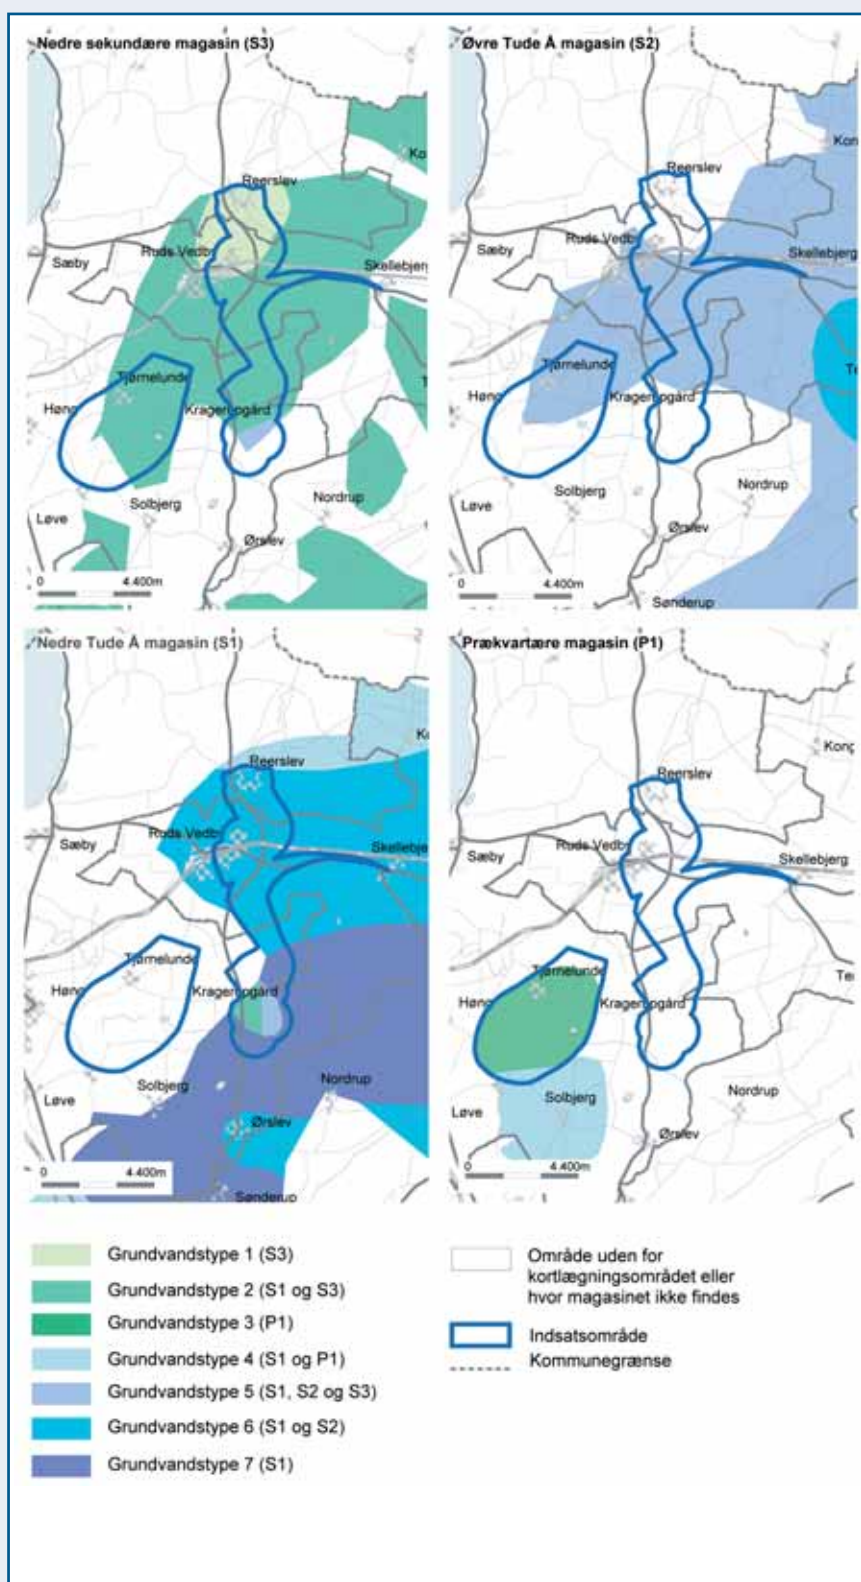 Nedre sekundære magasin (S3)
Reerslev
Ruds Vedby
Sæby
Skellebjerg
Tjørnelunde
Høng
Kragerupgård
Solbjerg
Nordrup
Løve
Ørslev
0 4.400m
Øvre Tude Å magasin (S2)
Kon
Reerslev
Ruds Vedby
Sæby
Skellebjerg
Tjørnelunde
Høng
Kragerupgård
Solbjerg
Nordrup
Løve
Ørslev
0 4.400m
Sønderup
Nedre Tude Å magasin (S1)
Reerslev
Ruds Vedby
Sæby
Skellebje
Tjørnelunde
Høng
Kragerupgård
Solbjerg
Nordrup
Løve
Ørslev
0 4.400m
Sønderup
Prækvartære magasin (P1)
Kong
Reerslev
Ruds Vedby
Sæby
Skellebjerg
Tjørnelunde
Høng
Kragerupgård
Solbjerg
Nordrup
Løve
Ørslev
0 4.400m
Grundvandstype 1 (S3)
Grundvandstype 2 (S1 og S3)
Grundvandstype 3 (P1)
Grundvandstype 4 (S1 og P1)
Grundvandstype 5 (S1, S2 og S3)
Grundvandstype 6 (S1 og S2)
Grundvandstype 7 (S1)
Område uden for
kortlægningsområdet eller
hvor magasinet ikke findes
Indsatsområde
Kommunegrænse